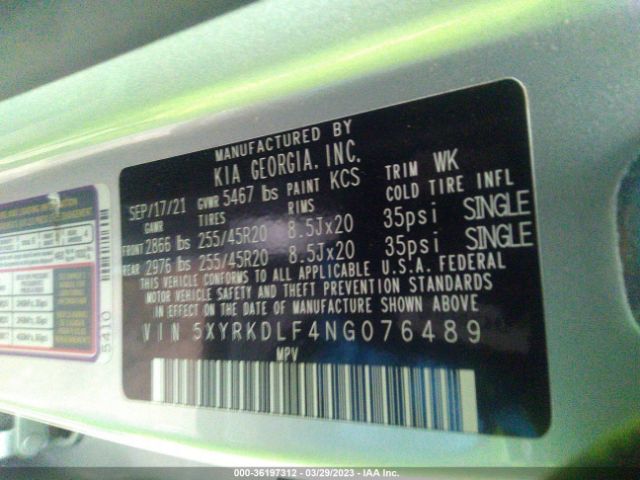 MANUFACTURED BY
KIA GEORGIA, INC.
SEP/17/21 GVWR 5467 lbs PAINT KCS TRIM WK
GAWR TIRES RIMS COLD TIRE INFL
FRONT 2866 lbs 255/45R20 8.5Jx20 35psi SINGLE
REAR 2976 lbs 255/45R20 8.5Jx20 35psi SINGLE
THIS VEHICLE CONFORMS TO ALL APPLICABLE U.S.A. FEDERAL
MOTOR VEHICLE SAFETY AND THEFT PREVENTION STANDARDS
IN EFFECT ON THE DATE OF MANUFACTURE SHOWN ABOVE
VIN 5XYRKDLF4NG076489
MPV
5410
000-36197312 - 03/29/2023 - IAA Inc.